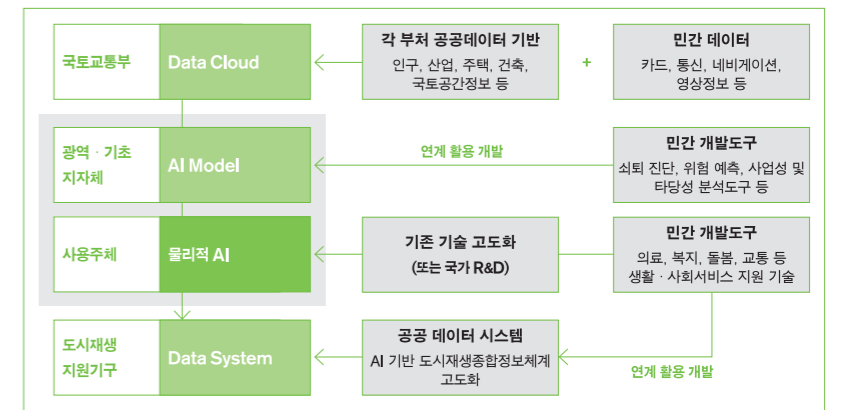 국토교통부
Data Cloud
각 부처 공공데이터 기반
인구, 산업, 주택, 건축,
국토공간정보 등
+
민간 데이터
카드, 통신, 네비게이션,
영상정보 등
광역 · 기초
지자체
AI Model
연계 활용 개발
민간 개발도구
쇠퇴 진단, 위험 예측, 사업성 및
타당성 분석도구 등
사용주체
물리적 AI
기존 기술 고도화
(또는 국가 R&D)
민간 개발도구
의료, 복지, 돌봄, 교통 등
생활 · 사회서비스 지원 기술
도시재생
지원기구
Data System
공공 데이터 시스템
AI 기반 도시재생종합정보체계
고도화
연계 활용 개발